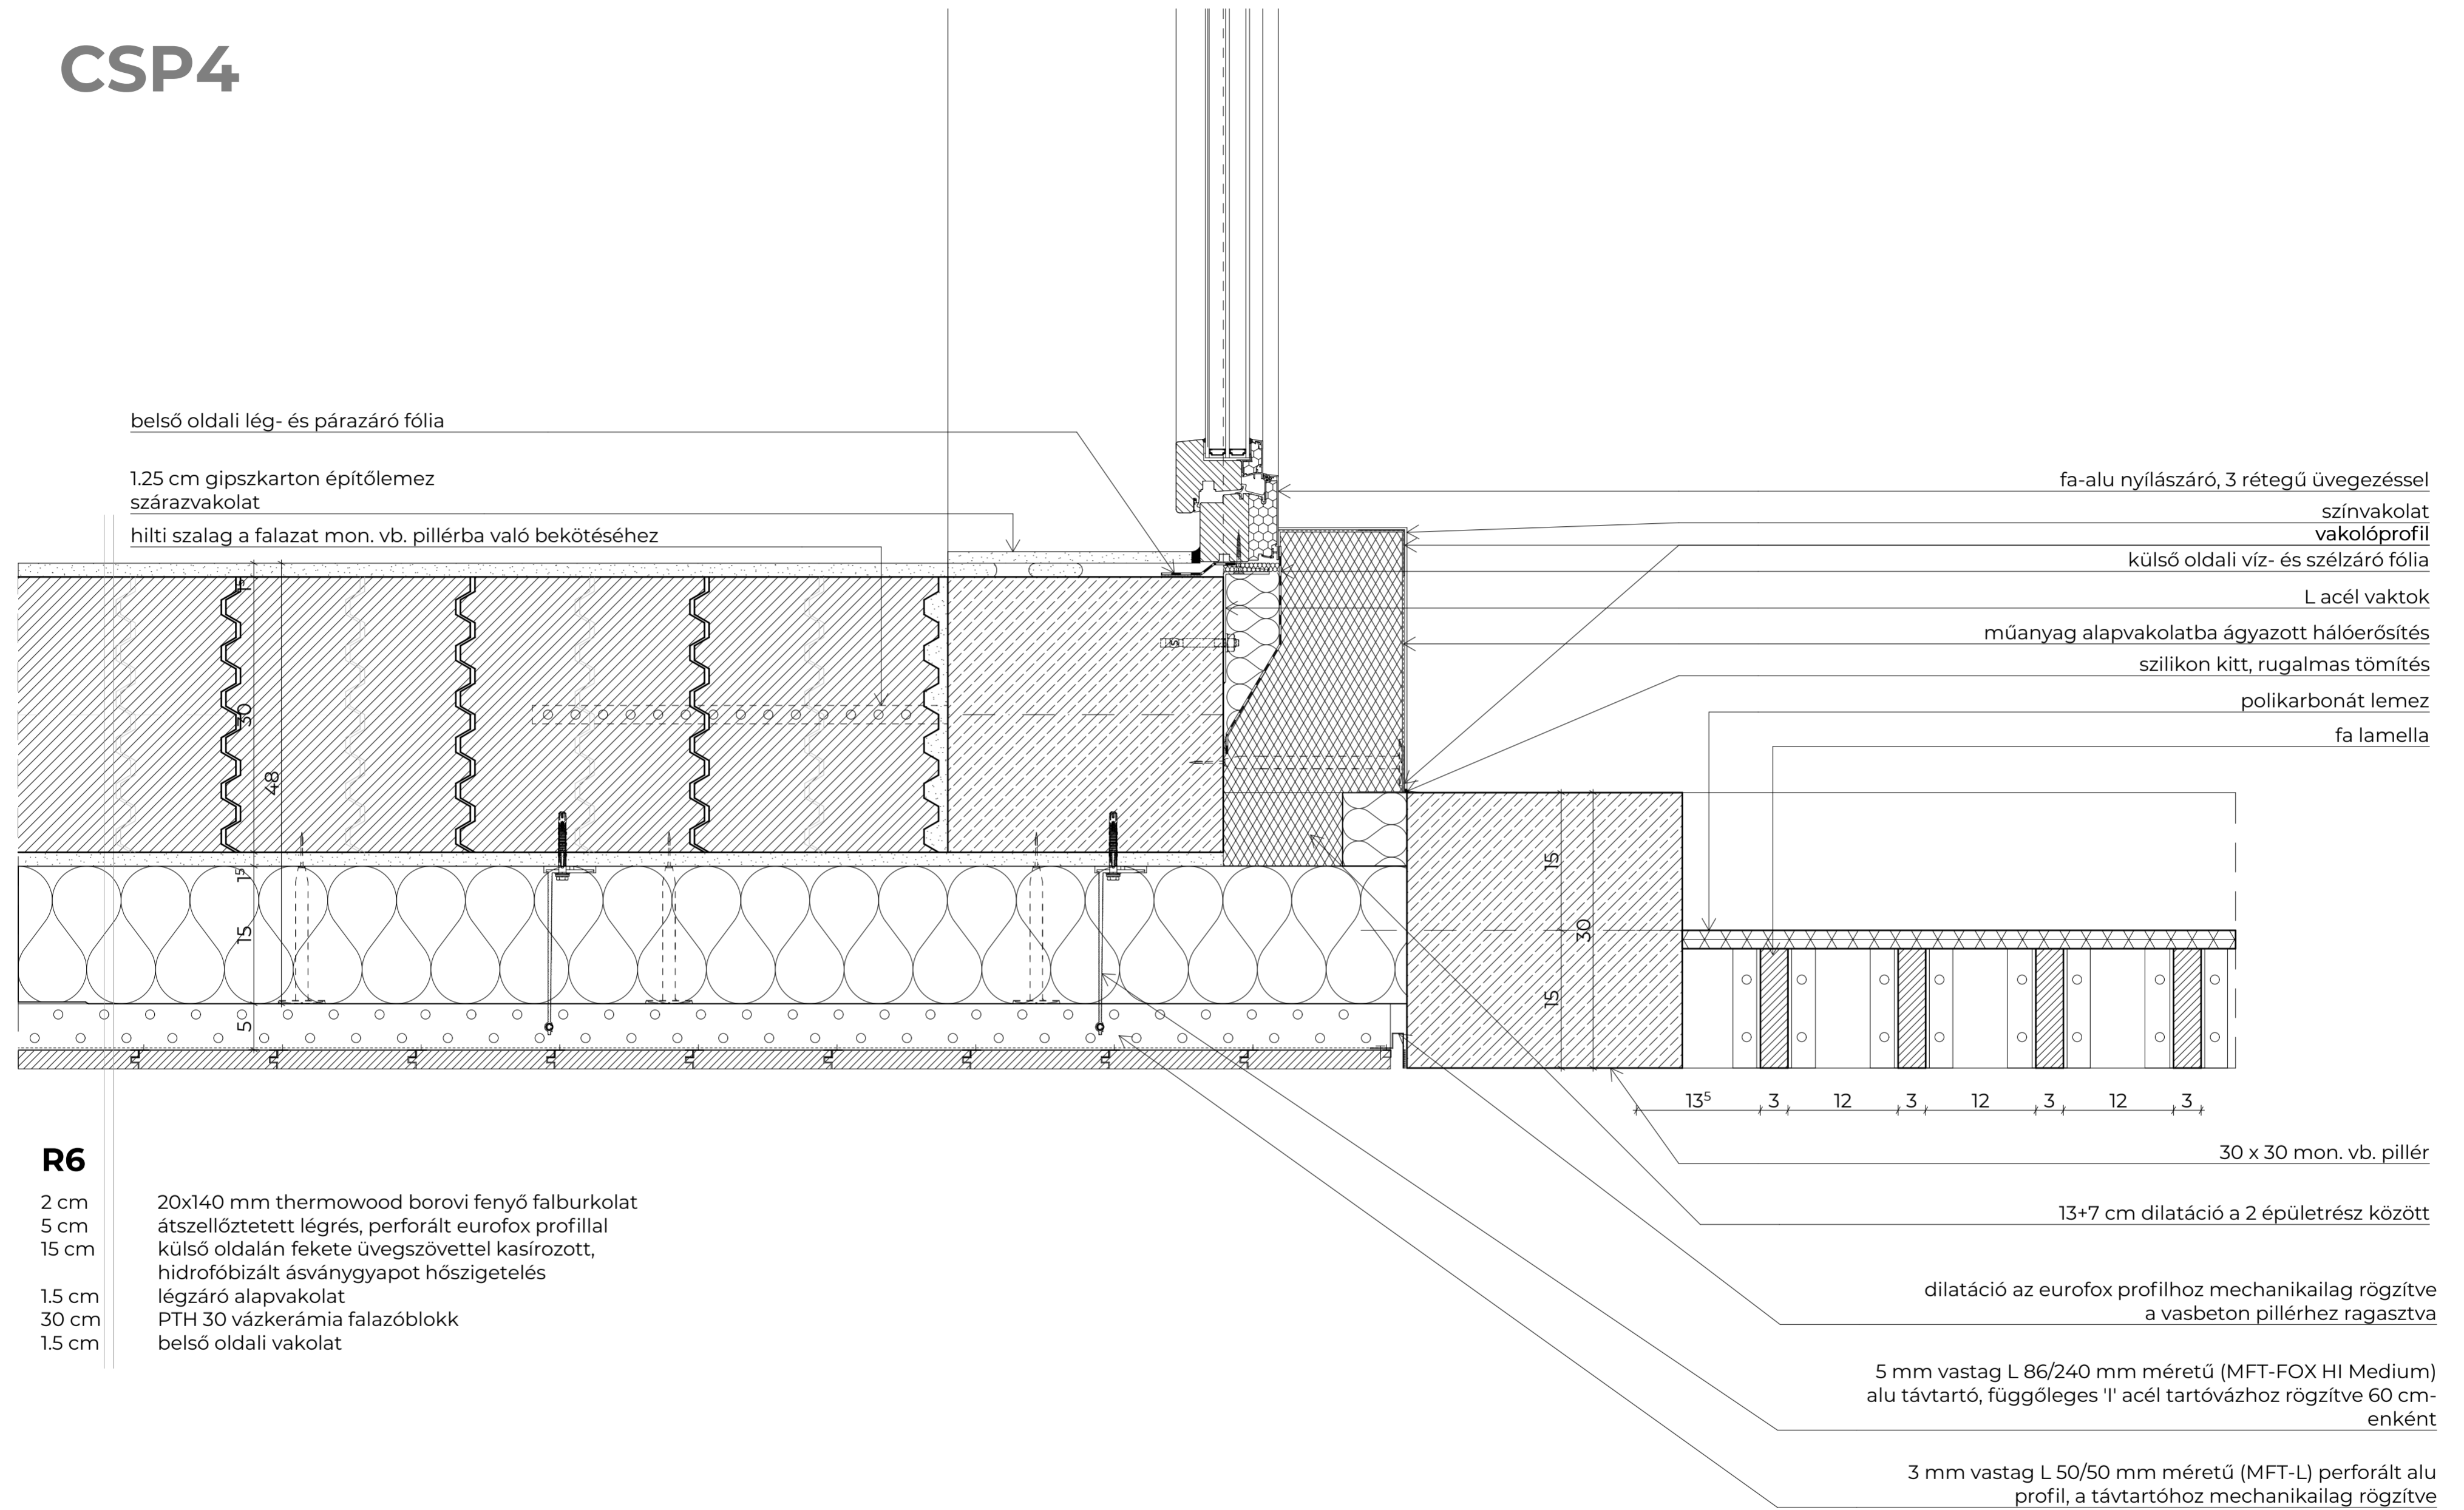 CSP4
belső oldali lég- és párazáró fólia
1.25 cm gipszkarton építőlemez
szárazvakolat
hilti szalag a falazat mon. vb. pillérba való bekötéséhez
fa-alu nyílászáró, 3 rétegű üvegezéssel
színvakolat
vakolóprofil
külső oldali víz- és szélzáró fólia
L acél vaktok
műanyag alapvakolatba ágyazott hálóerősítés
szilikon kitt, rugalmas tömítés
polikarbonát lemez
fa lamella
1⁵
30
48
1⁵
15
5
15
30
15
13⁵ 3 12 3 12 3 12 3
30 x 30 mon. vb. pillér
13+7 cm dilatáció a 2 épületrész között
dilatáció az eurofox profilhoz mechanikailag rögzítve
a vasbeton pillérhez ragasztva
5 mm vastag L 86/240 mm méretű (MFT-FOX HI Medium)
alu távtartó, függőleges 'I' acél tartóvázhoz rögzítve 60 cm-
enként
3 mm vastag L 50/50 mm méretű (MFT-L) perforált alu
profil, a távtartóhoz mechanikailag rögzítve
R6
2 cm 20x140 mm thermowood borovi fenyő falburkolat
5 cm átszellőztetett légrés, perforált eurofox profillal
15 cm külső oldalán fekete üvegszövettel kasírozott,
hidrofóbizált ásványgyapot hőszigetelés
1.5 cm légzáró alapvakolat
30 cm PTH 30 vázkerámia falazóblokk
1.5 cm belső oldali vakolat